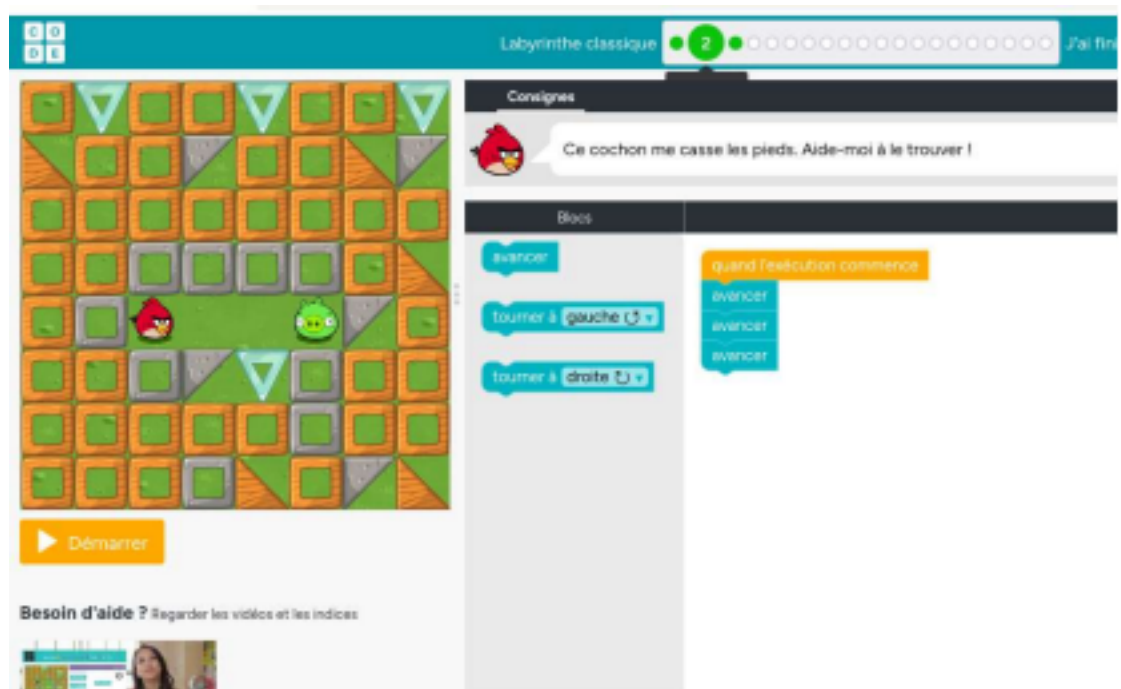 C O
D E
Labyrinthe classique
2
J'ai fini
Consignes
Ce cochon me casse les pieds. Aide-moi à le trouver !
Blocs
avancer
tourner à gauche ↺ ▾
tourner à droite ↻ ▾
quand l'exécution commence
avancer
avancer
avancer
Démarrer
Besoin d'aide ? Regarder les vidéos et les indices